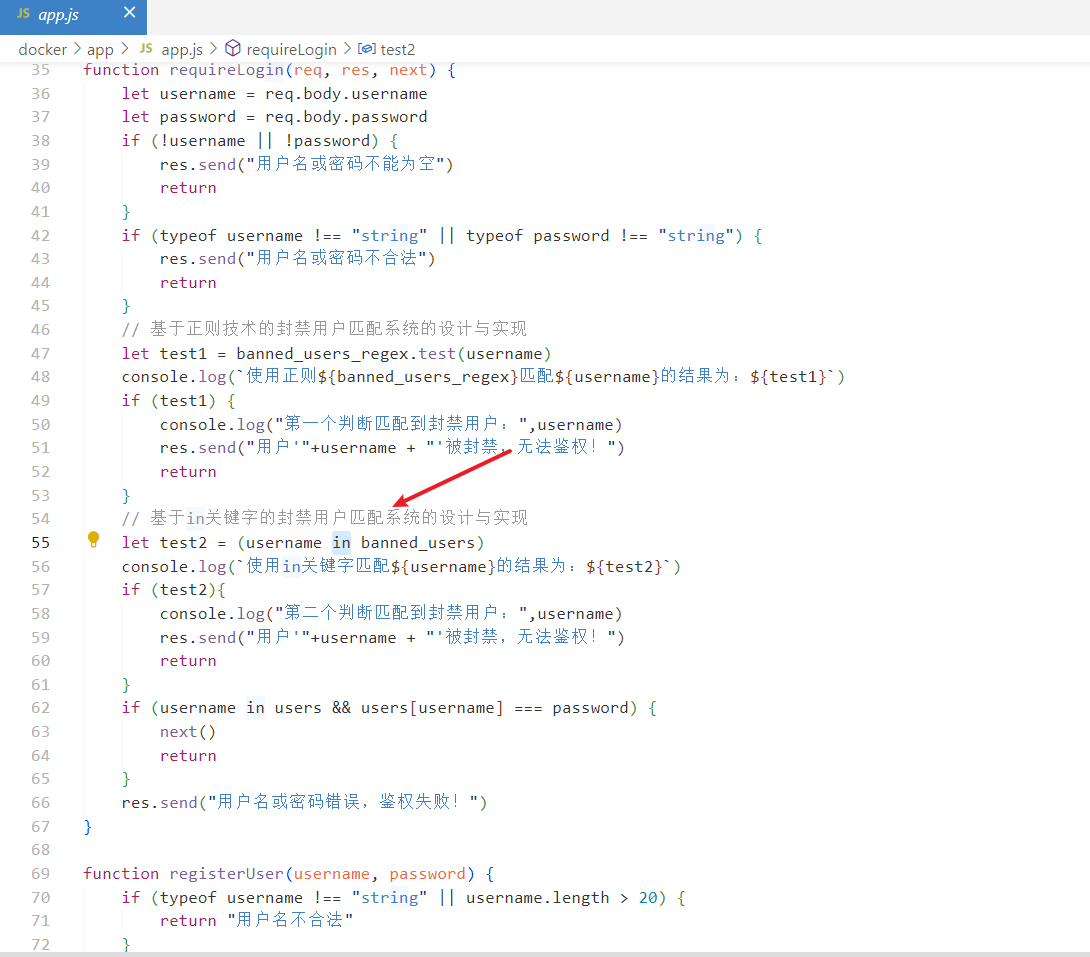 JS app.js ×
docker > app > JS app.js > requireLogin > test2
35 function requireLogin(req, res, next) {
36 let username = req.body.username
37 let password = req.body.password
38 if (!username || !password) {
39 res.send("用户名或密码不能为空")
40 return
41 }
42 if (typeof username !== "string" || typeof password !== "string") {
43 res.send("用户名或密码不合法")
44 return
45 }
46 // 基于正则技术的封禁用户匹配系统的设计与实现
47 let test1 = banned_users_regex.test(username)
48 console.log(`使用正则${banned_users_regex}匹配${username}的结果为：${test1}`)
49 if (test1) {
50 console.log("第一个判断匹配到封禁用户：",username)
51 res.send("用户'"+username + "'被封禁，无法鉴权！")
52 return
53 }
54 // 基于in关键字的封禁用户匹配系统的设计与实现
55 let test2 = (username in banned_users)
56 console.log(`使用in关键字匹配${username}的结果为：${test2}`)
57 if (test2){
58 console.log("第二个判断匹配到封禁用户：",username)
59 res.send("用户'"+username + "'被封禁，无法鉴权！")
60 return
61 }
62 if (username in users && users[username] === password) {
63 next()
64 return
65 }
66 res.send("用户名或密码错误，鉴权失败！")
67 }
68
69 function registerUser(username, password) {
70 if (typeof username !== "string" || username.length > 20) {
71 return "用户名不合法"
72 }